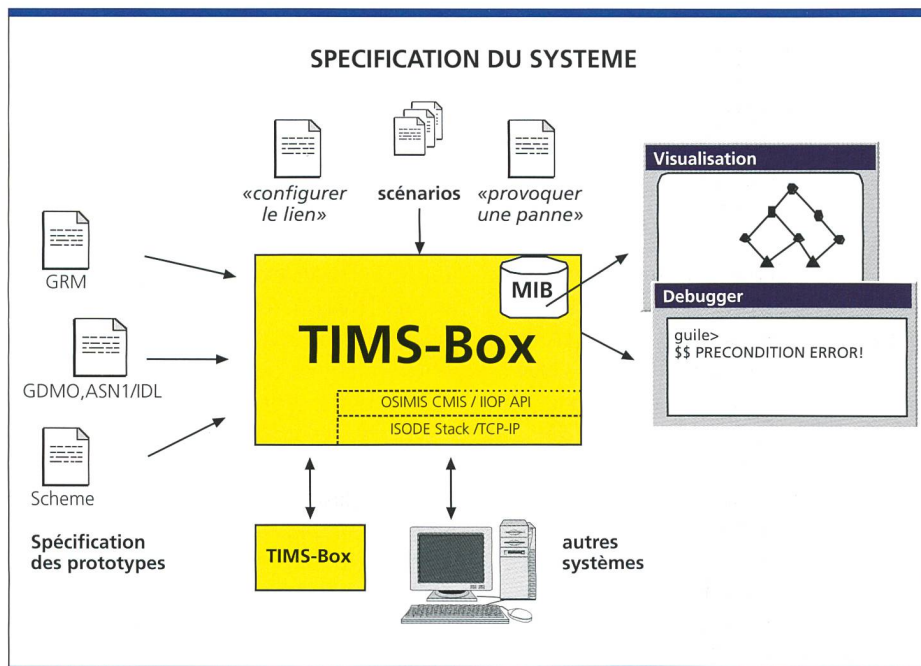 SPECIFICATION DU SYSTEME
«configurer
le lien»
scénarios
«provoquer
une panne»
Visualisation
GRM
MIB
Debugger
TIMS-Box
guile>
$$ PRECONDITION ERROR!
GDMO,ASN1/IDL
OSIMIS CMIS / IIOP API
ISODE Stack /TCP-IP
Scheme
Spécification
des prototypes
TIMS-Box
autres
systèmes